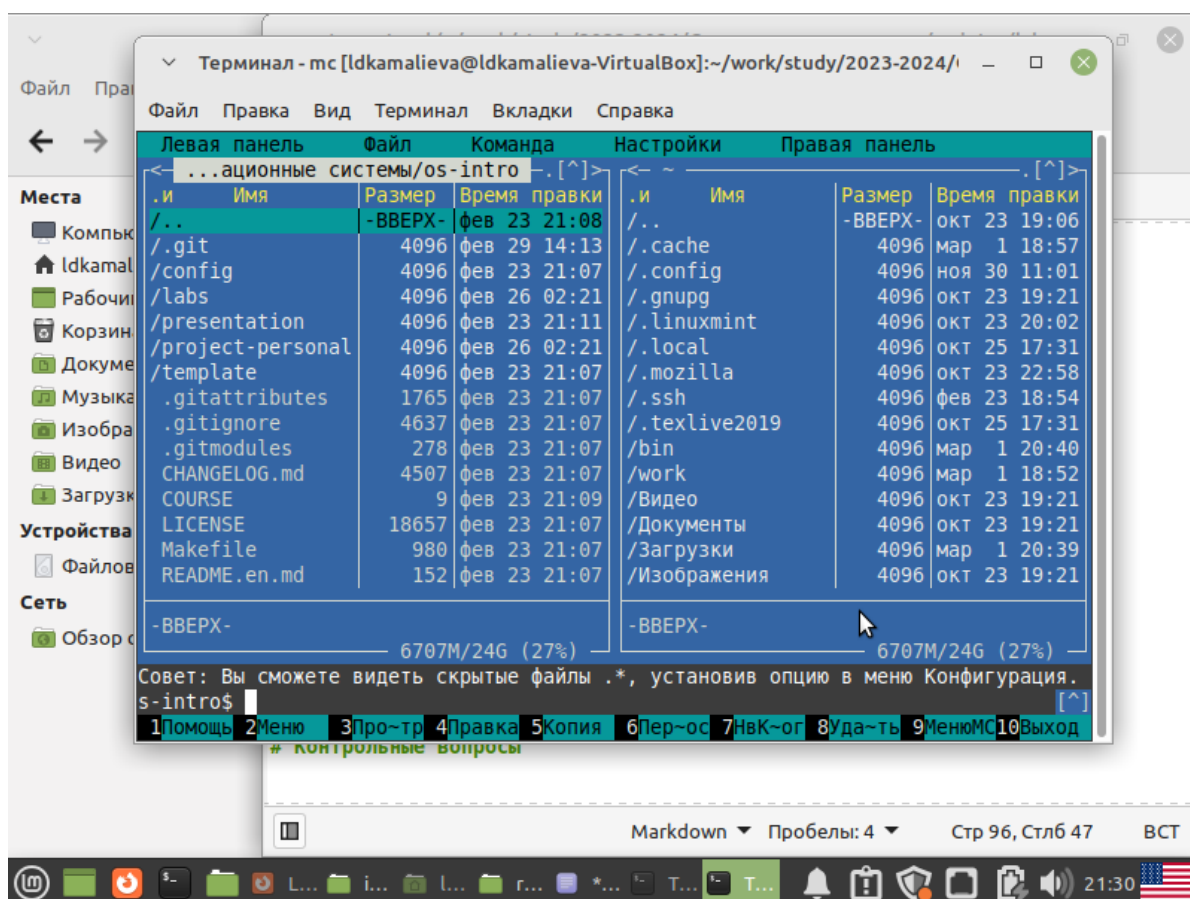 Терминал - mc [ldkamalieva@ldkamalieva-VirtualBox]:~/work/study/2023-2024/
Файл
Файл Правка Вид Терминал Вкладки Справка
Левая панель Файл Команда Настройки Правая панель
<— ...ационные системы/os-intro —.[^]> <— ~ —.[^]>
.и Имя Размер Время правки .и Имя Размер Время правки
/.. -ВВЕРХ- фев 23 21:08 /.. -ВВЕРХ- окт 23 19:06
/.git 4096 фев 29 14:13 /.cache 4096 мар 1 18:57
/config 4096 фев 23 21:07 /.config 4096 ноя 30 11:01
/labs 4096 фев 26 02:21 /.gnupg 4096 окт 23 19:21
/presentation 4096 фев 23 21:11 /.linuxmint 4096 окт 23 20:02
/project-personal 4096 фев 26 02:21 /.local 4096 окт 25 17:31
/template 4096 фев 23 21:07 /.mozilla 4096 окт 23 22:58
.gitattributes 1765 фев 23 21:07 /.ssh 4096 фев 23 18:54
.gitignore 4637 фев 23 21:07 /.texlive2019 4096 окт 25 17:31
.gitmodules 278 фев 23 21:07 /bin 4096 мар 1 20:40
CHANGELOG.md 4507 фев 23 21:07 /work 4096 мар 1 18:52
COURSE 9 фев 23 21:09 /Видео 4096 окт 23 19:21
LICENSE 18657 фев 23 21:07 /Документы 4096 окт 23 19:21
Makefile 980 фев 23 21:07 /Загрузки 4096 мар 1 20:39
README.en.md 152 фев 23 21:07 /Изображения 4096 окт 23 19:21
-ВВЕРХ- -ВВЕРХ-
6707M/24G (27%) 6707M/24G (27%)
Совет: Вы сможете видеть скрытые файлы .*, установив опцию в меню Конфигурация.
s-intro$ [^]
1Помощь 2Меню 3Про~тр 4Правка 5Копия 6Пер~ос 7НвК~ог 8Уда~ть 9МенюMC 10Выход
Места
Компьк
ldkamal
Рабочи
Корзин
Докуме
Музыка
Изобра
Видео
Загрузк
Устройства
Файлов
Сеть
Обзор с
# Контрольные вопросы
Markdown Пробелы: 4 Стр 96, Стлб 47 ВСТ
L... i... l... r... *... T... T... 21:30